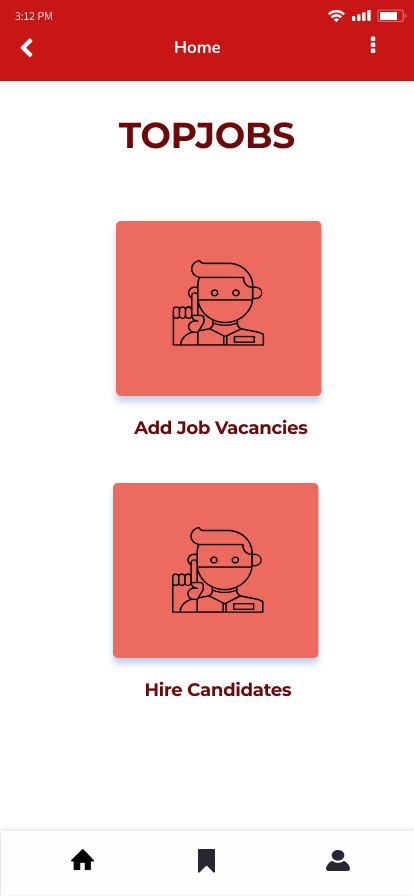 3:12 PM
Home
TOPJOBS
Add Job Vacancies
Hire Candidates